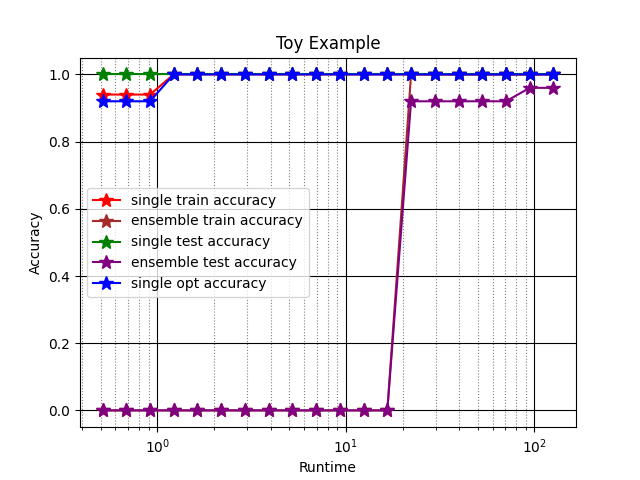 Toy Example
Accuracy
1.0
0.8
0.6
0.4
0.2
0.0
single train accuracy
ensemble train accuracy
single test accuracy
ensemble test accuracy
single opt accuracy
10⁰
10¹
10²
Runtime